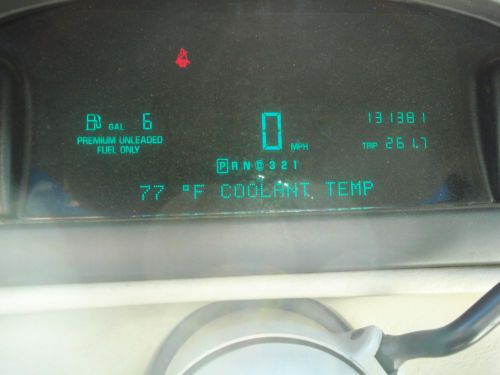 GAL 6
PREMIUM UNLEADED
FUEL ONLY
0 MPH
131381
TRIP 261.7
P R N D 3 2 1
77 °F COOLANT TEMP